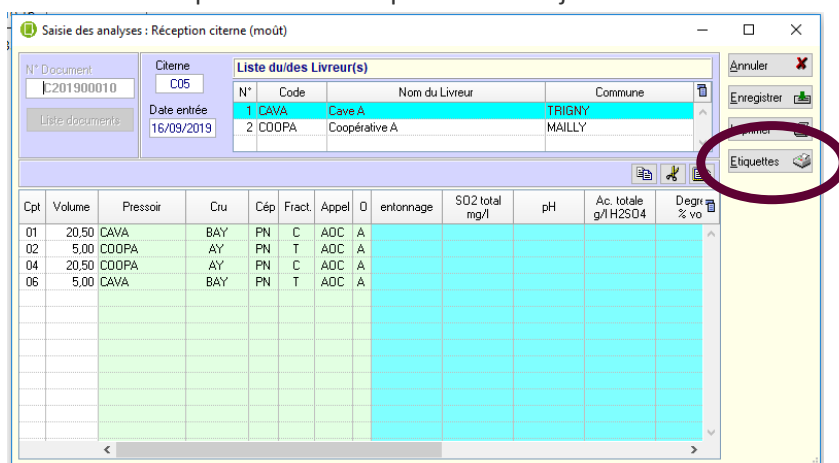 Saisie des analyses : Réception citerne (moût)
N° Document
C201900010
Liste documents
Citerne
C05
Date entrée
16/09/2019
Liste du/des Livreur(s)
N° Code Nom du Livreur Commune
1 CAVA Cave A TRIGNY
2 COOPA Coopérative A MAILLY
Annuler
Enregistrer
Imprimer
Etiquettes
Cpt Volume Pressoir Cru Cép Fract. Appel O entonnage SO2 total mg/l pH Ac. totale g/l H2SO4 Degre % vo
01 20,50 CAVA BAY PN C AOC A
02 5,00 COOPA AY PN T AOC A
04 20,50 COOPA AY PN C AOC A
06 5,00 CAVA BAY PN T AOC A